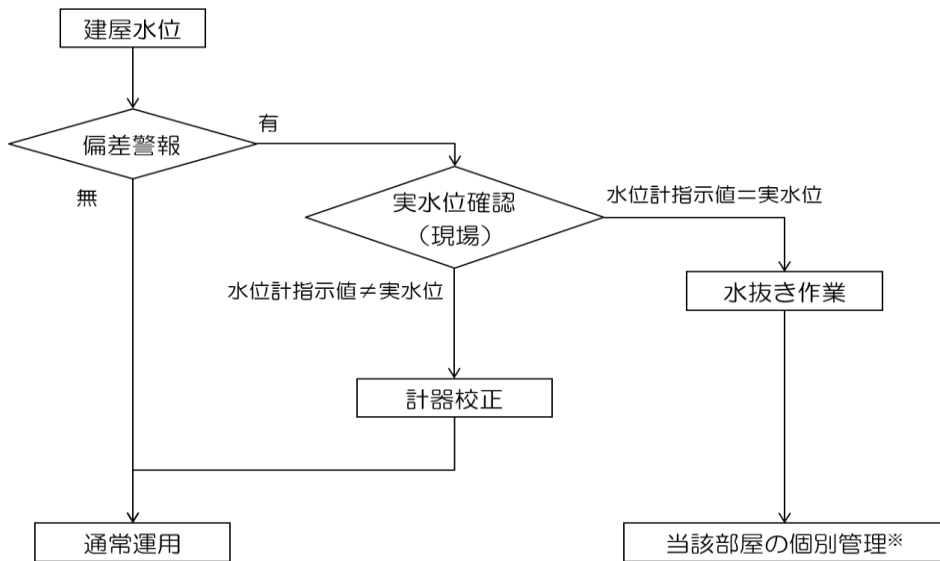 建屋水位
偏差警報
有
無
実水位確認
（現場）
水位計指示値＝実水位
水位計指示値≠実水位
水抜き作業
計器校正
通常運用
当該部屋の個別管理※